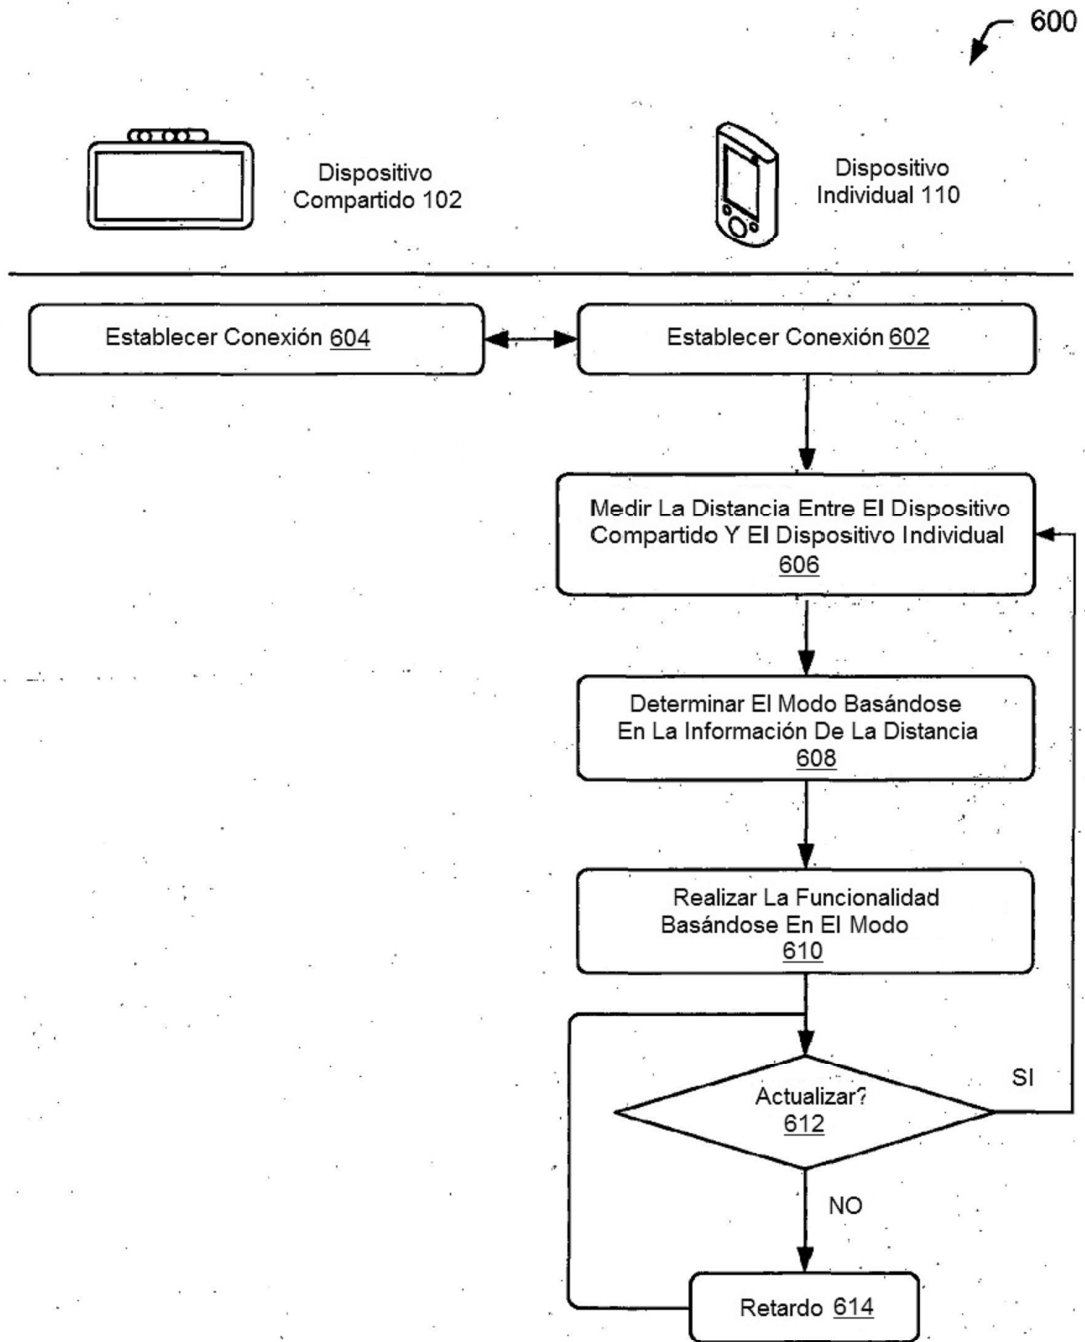 600
Dispositivo
Compartido 102
Dispositivo
Individual 110
Establecer Conexión 604
Establecer Conexión 602
Medir La Distancia Entre El Dispositivo
Compartido Y El Dispositivo Individual
606
Determinar El Modo Basándose
En La Información De La Distancia
608
Realizar La Funcionalidad
Basándose En El Modo
610
Actualizar?
612
SI
NO
Retardo 614